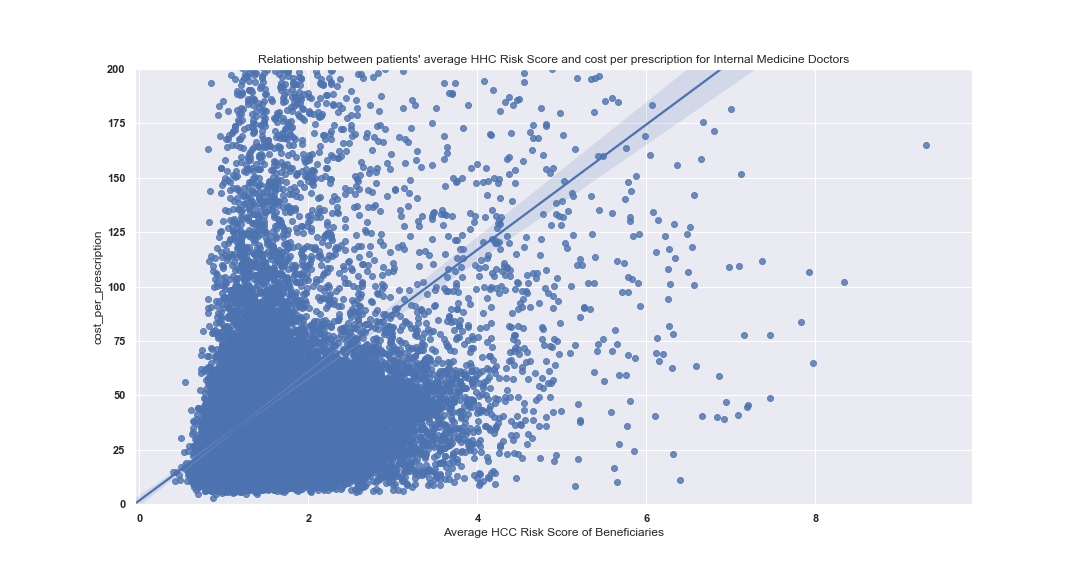 Relationship between patients' average HHC Risk Score and cost per prescription for Internal Medicine Doctors
200
175
150
125
100
75
50
25
0
cost_per_prescription
0 2 4 6 8
Average HCC Risk Score of Beneficiaries